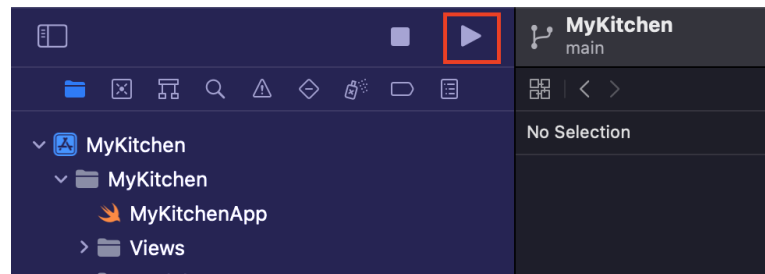 MyKitchen
main
No Selection
MyKitchen
MyKitchen
MyKitchenApp
Views